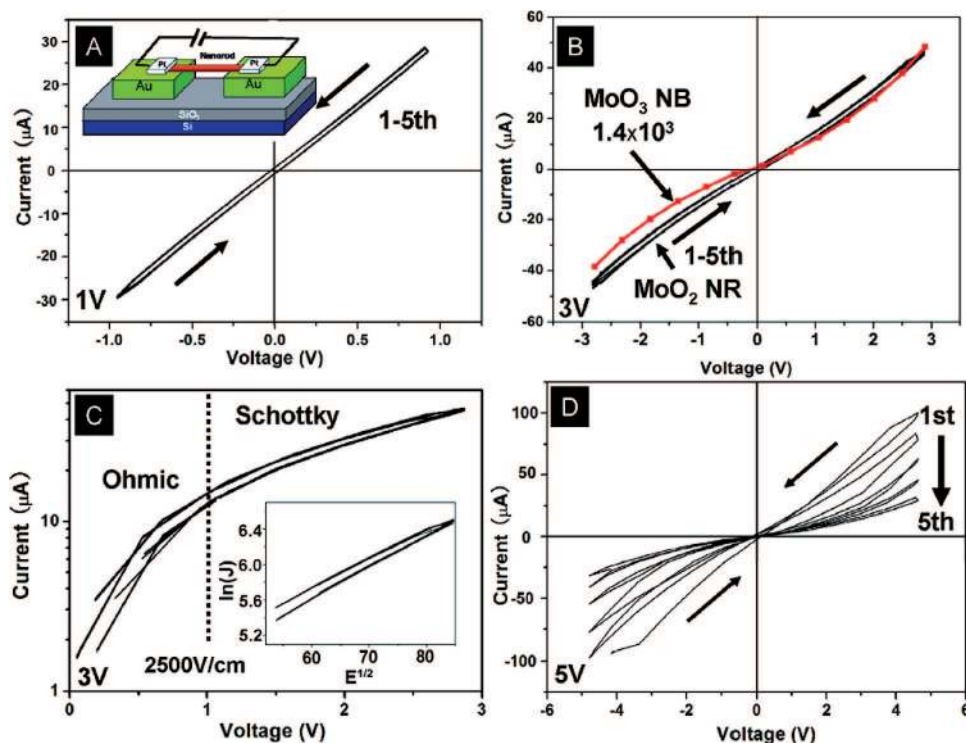 A
Current (μA)
30
20
10
0
-10
-20
-30
-1.0
-0.5
0.0
0.5
1.0
Voltage (V)
1V
1-5th
Nanorod
Pt
Pt
Au
Au
SiO₂
Si
B
Current (μA)
60
40
20
0
-20
-40
-60
-4
-3
-2
-1
0
1
2
3
4
Voltage (V)
3V
MoO₃ NB
1.4x10³
1-5th
MoO₂ NR
C
Current (μA)
10
1
0
1
2
3
Voltage (V)
3V
Ohmic
Schottky
2500V/cm
ln(J)
6.4
6.0
5.6
5.2
60
70
80
E^1/2
D
Current (μA)
100
50
0
-50
-100
-6
-4
-2
0
2
4
6
Voltage (V)
5V
1st
5th